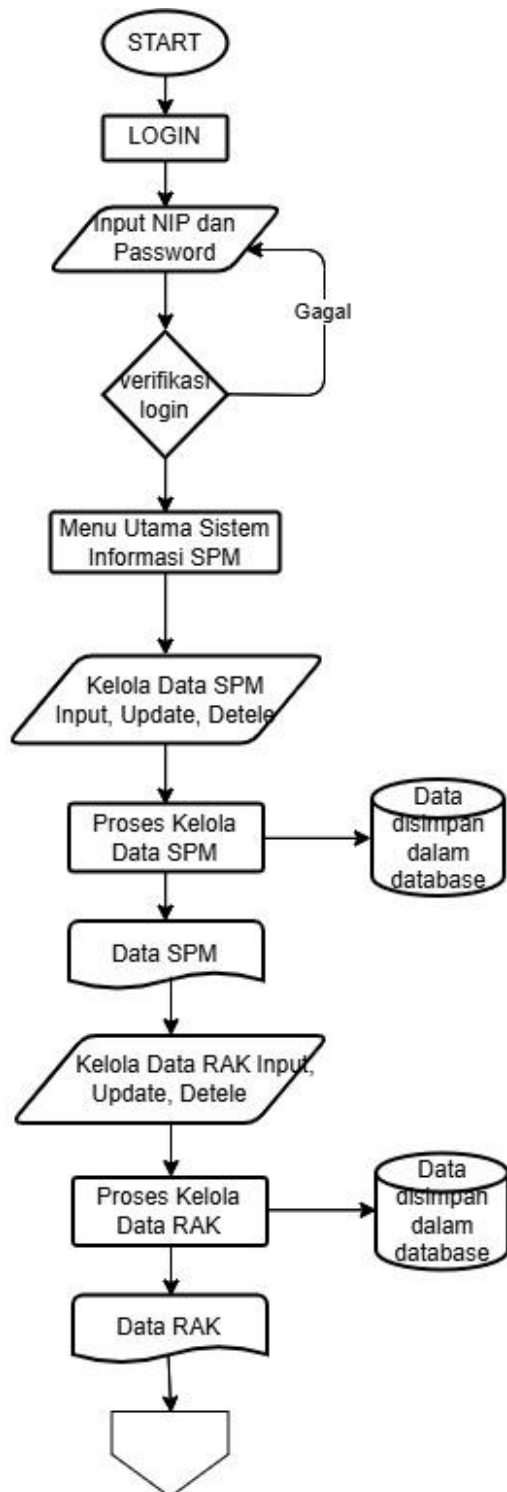 START
LOGIN
Input NIP dan
Password
Gagal
verifikasi
login
Menu Utama Sistem
Informasi SPM
Kelola Data SPM
Input, Update, Detele
Proses Kelola
Data SPM
Data
disimpan
dalam
database
Data SPM
Kelola Data RAK Input,
Update, Detele
Proses Kelola
Data RAK
Data
disimpan
dalam
database
Data RAK